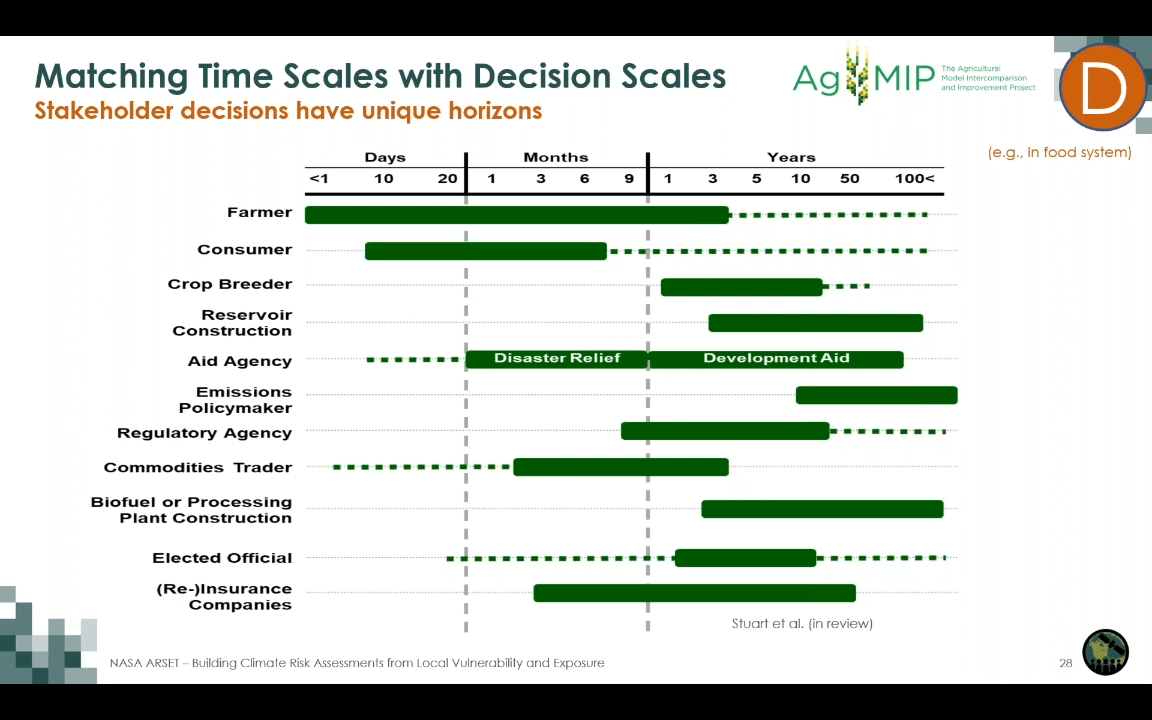 Matching Time Scales with Decision Scales
Stakeholder decisions have unique horizons
AgMIP
The Agricultural
Model Intercomparison
and Improvement Project
D
(e.g., in food system)
Days Months Years
<1 10 20 1 3 6 9 1 3 5 10 50 100<
Farmer
Consumer
Crop Breeder
Reservoir
Construction
Aid Agency
Disaster Relief Development Aid
Emissions
Policymaker
Regulatory Agency
Commodities Trader
Biofuel or Processing
Plant Construction
Elected Official
(Re-)Insurance
Companies
Stuart et al. (in review)
NASA ARSET – Building Climate Risk Assessments from Local Vulnerability and Exposure
28